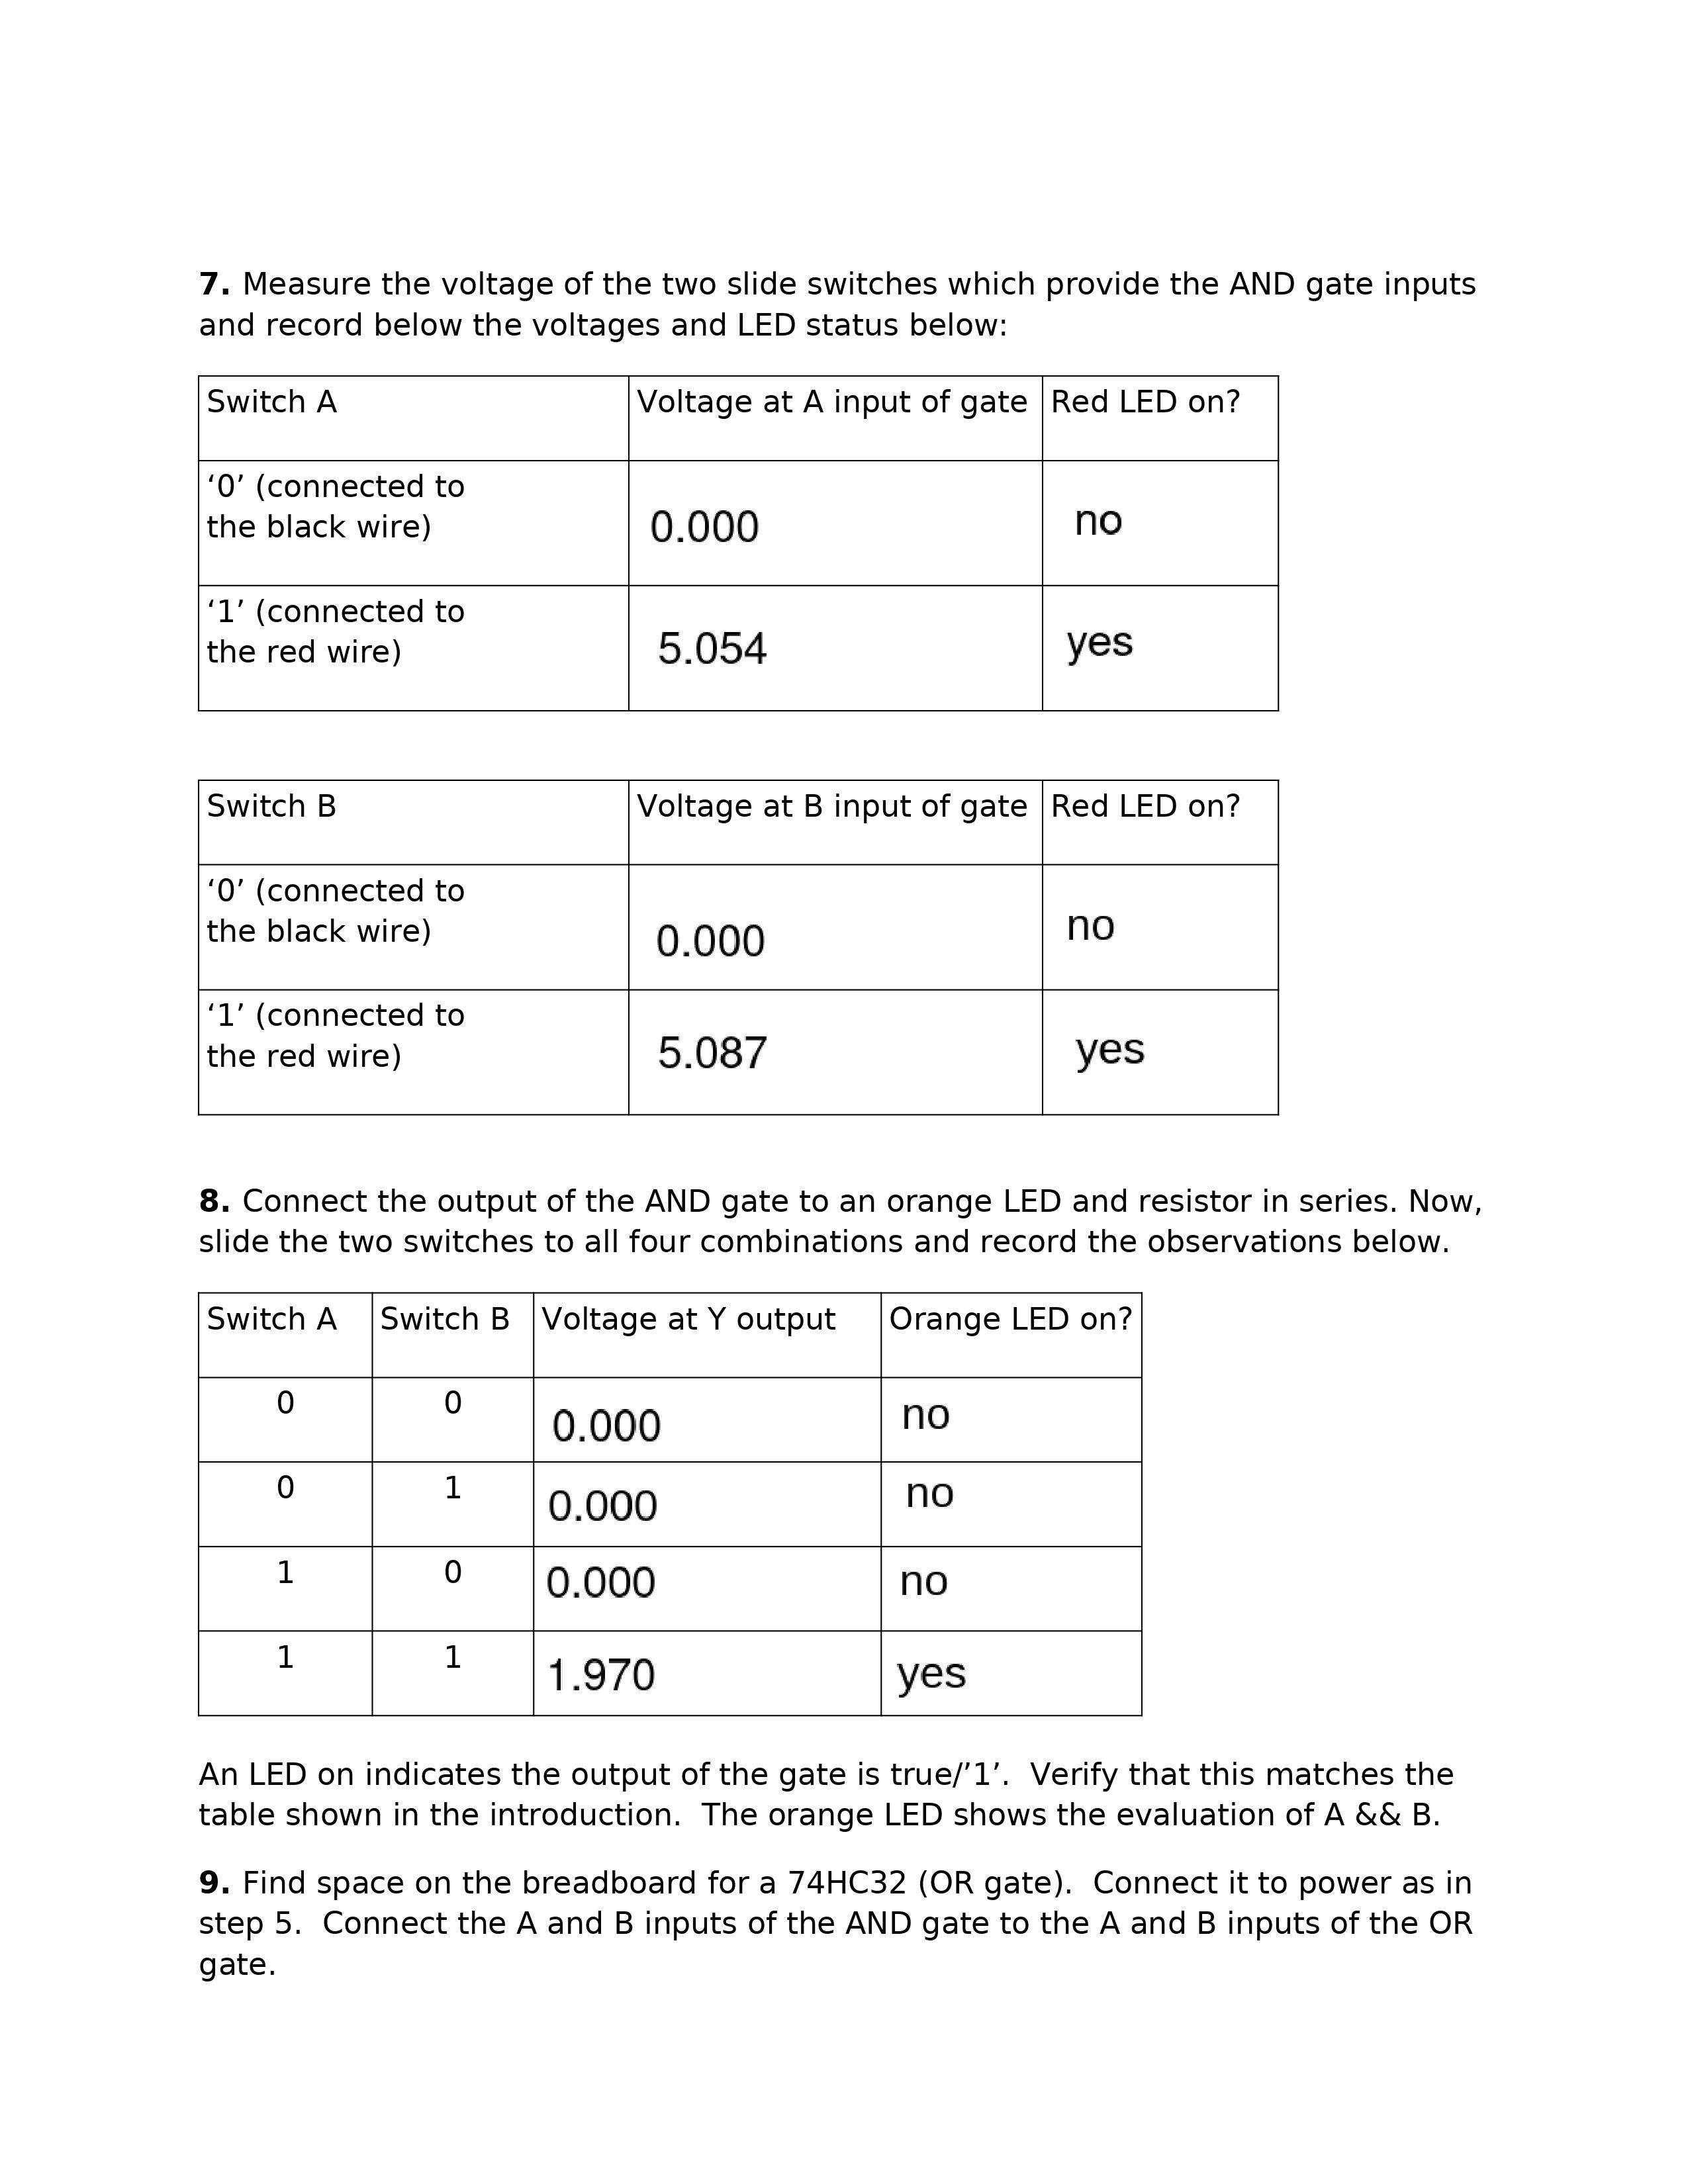 7. Measure the voltage of the two slide switches which provide the AND gate inputs
and record below the voltages and LED status below:
Switch A Voltage at A input of gate Red LED on?
‘0’ (connected to
the black wire) 0.000 no
‘1’ (connected to
the red wire) 5.054 yes
Switch B Voltage at B input of gate Red LED on?
‘0’ (connected to
the black wire) 0.000 no
‘1’ (connected to
the red wire) 5.087 yes
8. Connect the output of the AND gate to an orange LED and resistor in series. Now,
slide the two switches to all four combinations and record the observations below.
Switch A Switch B Voltage at Y output Orange LED on?
0 0 0.000 no
0 1 0.000 no
1 0 0.000 no
1 1 1.970 yes
An LED on indicates the output of the gate is true/’1’.  Verify that this matches the
table shown in the introduction.  The orange LED shows the evaluation of A && B.
9. Find space on the breadboard for a 74HC32 (OR gate).  Connect it to power as in
step 5.  Connect the A and B inputs of the AND gate to the A and B inputs of the OR
gate.